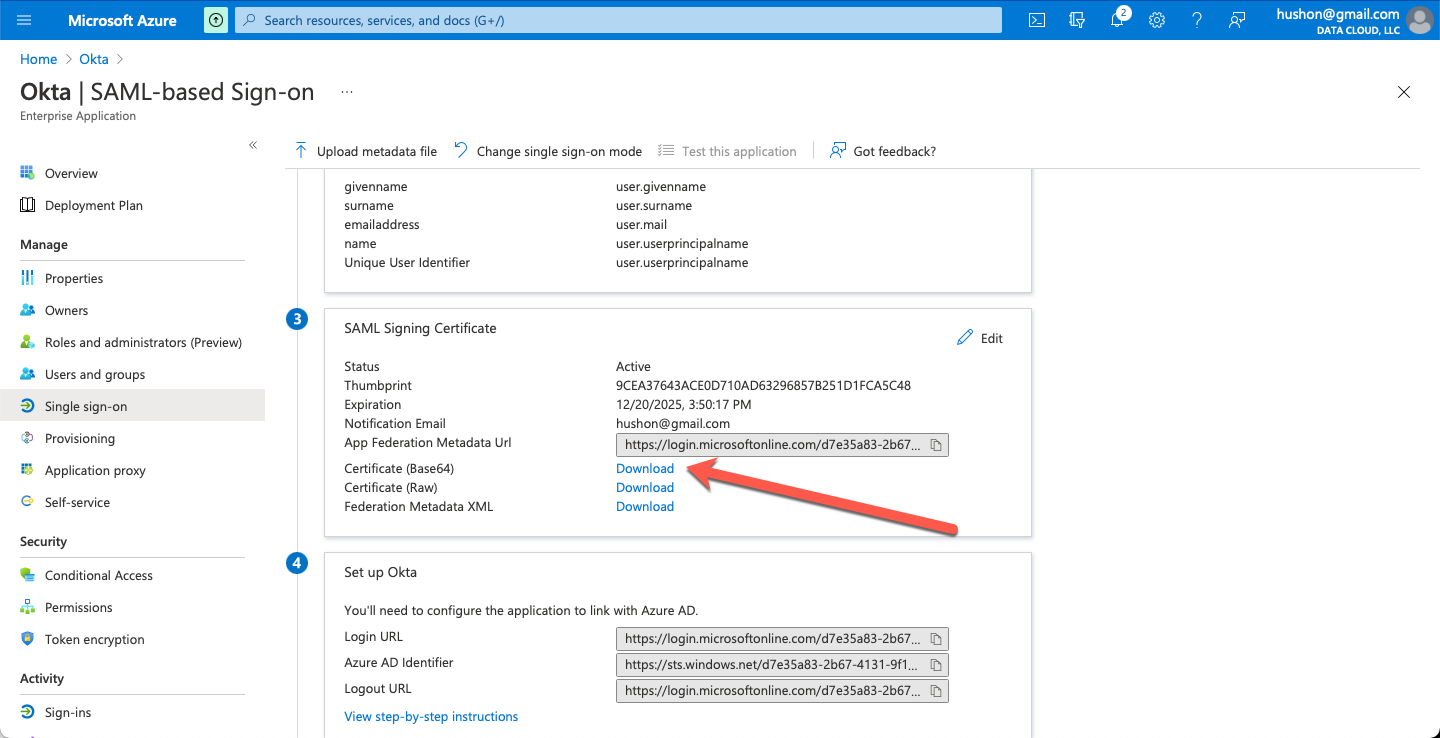 Microsoft Azure
Search resources, services, and docs (G+/)
2
hushon@gmail.com
DATA CLOUD, LLC
Home > Okta >
Okta | SAML-based Sign-on ...
Enterprise Application
«
Upload metadata file
Change single sign-on mode
Test this application
Got feedback?
Overview
Deployment Plan
Manage
Properties
Owners
Roles and administrators (Preview)
Users and groups
Single sign-on
Provisioning
Application proxy
Self-service
Security
Conditional Access
Permissions
Token encryption
Activity
Sign-ins
givenname user.givenname
surname user.surname
emailaddress user.mail
name user.userprincipalname
Unique User Identifier user.userprincipalname
3
SAML Signing Certificate
Edit
Status Active
Thumbprint 9CEA37643ACE0D710AD63296857B251D1FCA5C48
Expiration 12/20/2025, 3:50:17 PM
Notification Email hushon@gmail.com
App Federation Metadata Url https://login.microsoftonline.com/d7e35a83-2b67...
Certificate (Base64) Download
Certificate (Raw) Download
Federation Metadata XML Download
4
Set up Okta
You'll need to configure the application to link with Azure AD.
Login URL https://login.microsoftonline.com/d7e35a83-2b67...
Azure AD Identifier https://sts.windows.net/d7e35a83-2b67-4131-9f1...
Logout URL https://login.microsoftonline.com/d7e35a83-2b67...
View step-by-step instructions